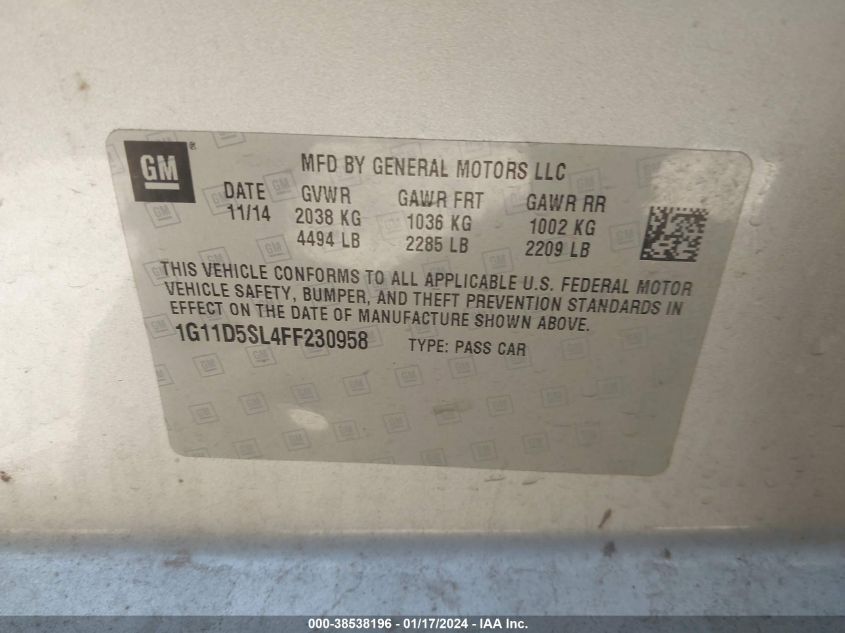 GM®
MFD BY GENERAL MOTORS LLC
DATE GVWR GAWR FRT GAWR RR
11/14 2038 KG 1036 KG 1002 KG
4494 LB 2285 LB 2209 LB
THIS VEHICLE CONFORMS TO ALL APPLICABLE U.S. FEDERAL MOTOR
VEHICLE SAFETY, BUMPER, AND THEFT PREVENTION STANDARDS IN
EFFECT ON THE DATE OF MANUFACTURE SHOWN ABOVE.
1G11D5SL4FF230958 TYPE: PASS CAR
000-38538196 - 01/17/2024 - IAA Inc.